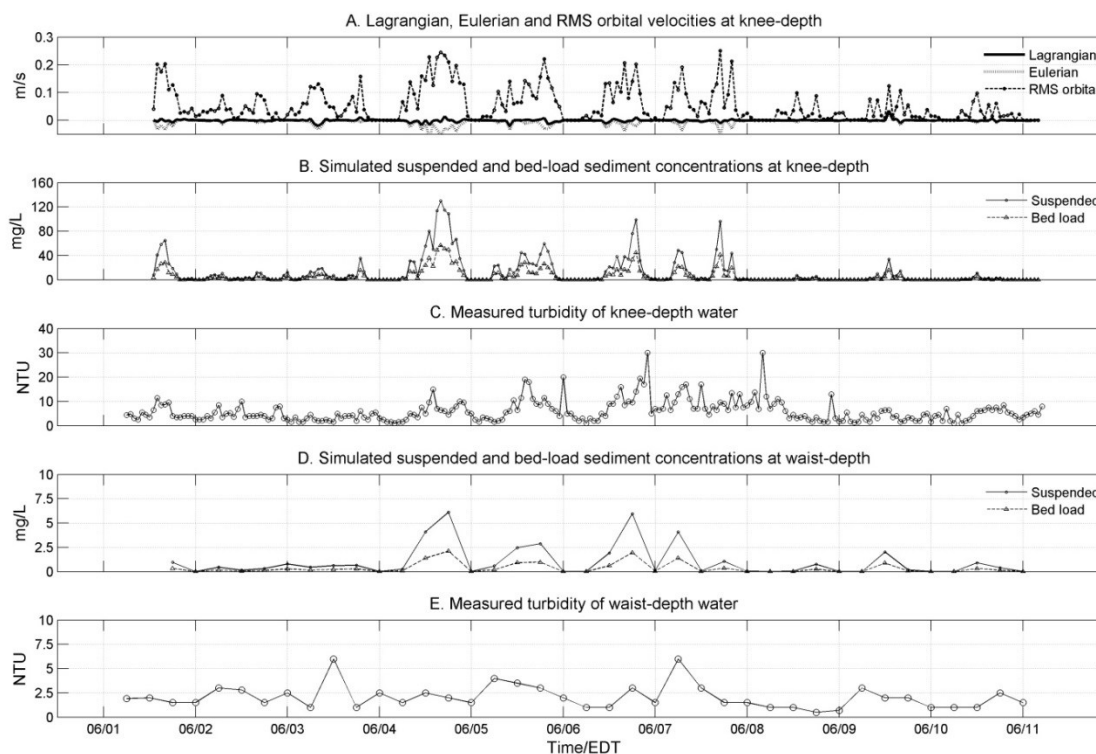 A. Lagrangian, Eulerian and RMS orbital velocities at knee-depth
0.3
0.2
0.1
0
m/s
Lagrangian
Eulerian
RMS orbital
B. Simulated suspended and bed-load sediment concentrations at knee-depth
160
120
80
40
0
mg/L
Suspended
Bed load
C. Measured turbidity of knee-depth water
40
30
20
10
0
NTU
D. Simulated suspended and bed-load sediment concentrations at waist-depth
10
7.5
5
2.5
0
mg/L
Suspended
Bed load
E. Measured turbidity of waist-depth water
10
7.5
5
2.5
0
NTU
06/01 06/02 06/03 06/04 06/05 06/06 06/07 06/08 06/09 06/10 06/11
Time/EDT